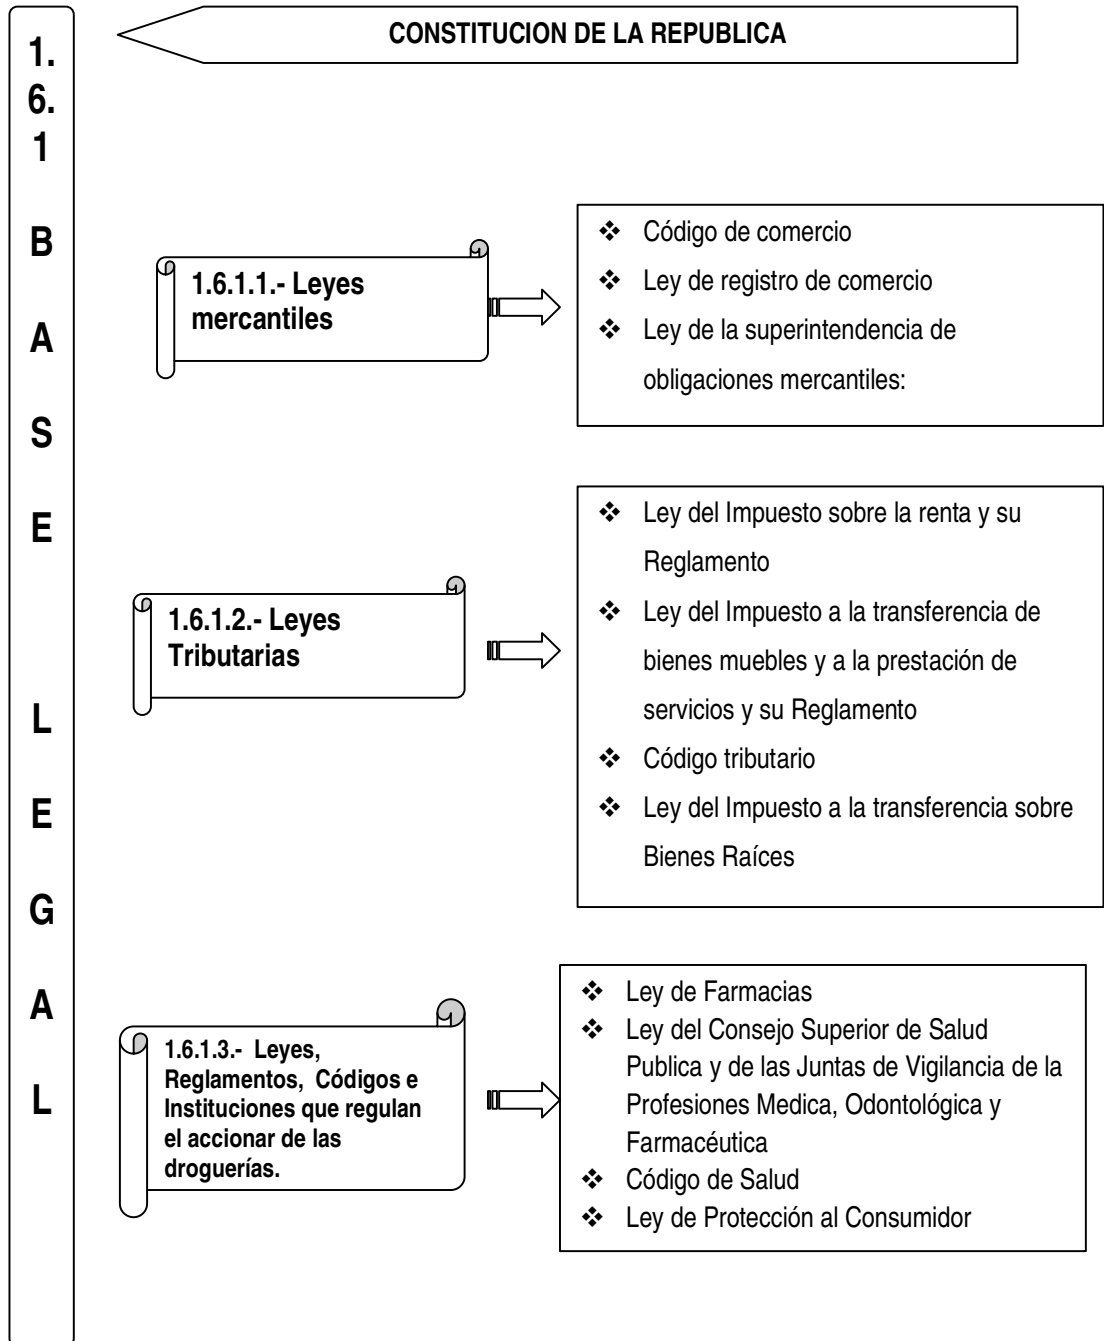 1.
6.
1
B
A
S
E
L
E
G
A
L
CONSTITUCION DE LA REPUBLICA
1.6.1.1.- Leyes
mercantiles
❖ Código de comercio
❖ Ley de registro de comercio
❖ Ley de la superintendencia de
obligaciones mercantiles:
1.6.1.2.- Leyes
Tributarias
❖ Ley del Impuesto sobre la renta y su
Reglamento
❖ Ley del Impuesto a la transferencia de
bienes muebles y a la prestación de
servicios y su Reglamento
❖ Código tributario
❖ Ley del Impuesto a la transferencia sobre
Bienes Raíces
1.6.1.3.- Leyes,
Reglamentos, Códigos e
Instituciones que regulan
el accionar de las
droguerías.
❖ Ley de Farmacias
❖ Ley del Consejo Superior de Salud
Publica y de las Juntas de Vigilancia de la
Profesiones Medica, Odontológica y
Farmacéutica
❖ Código de Salud
❖ Ley de Protección al Consumidor